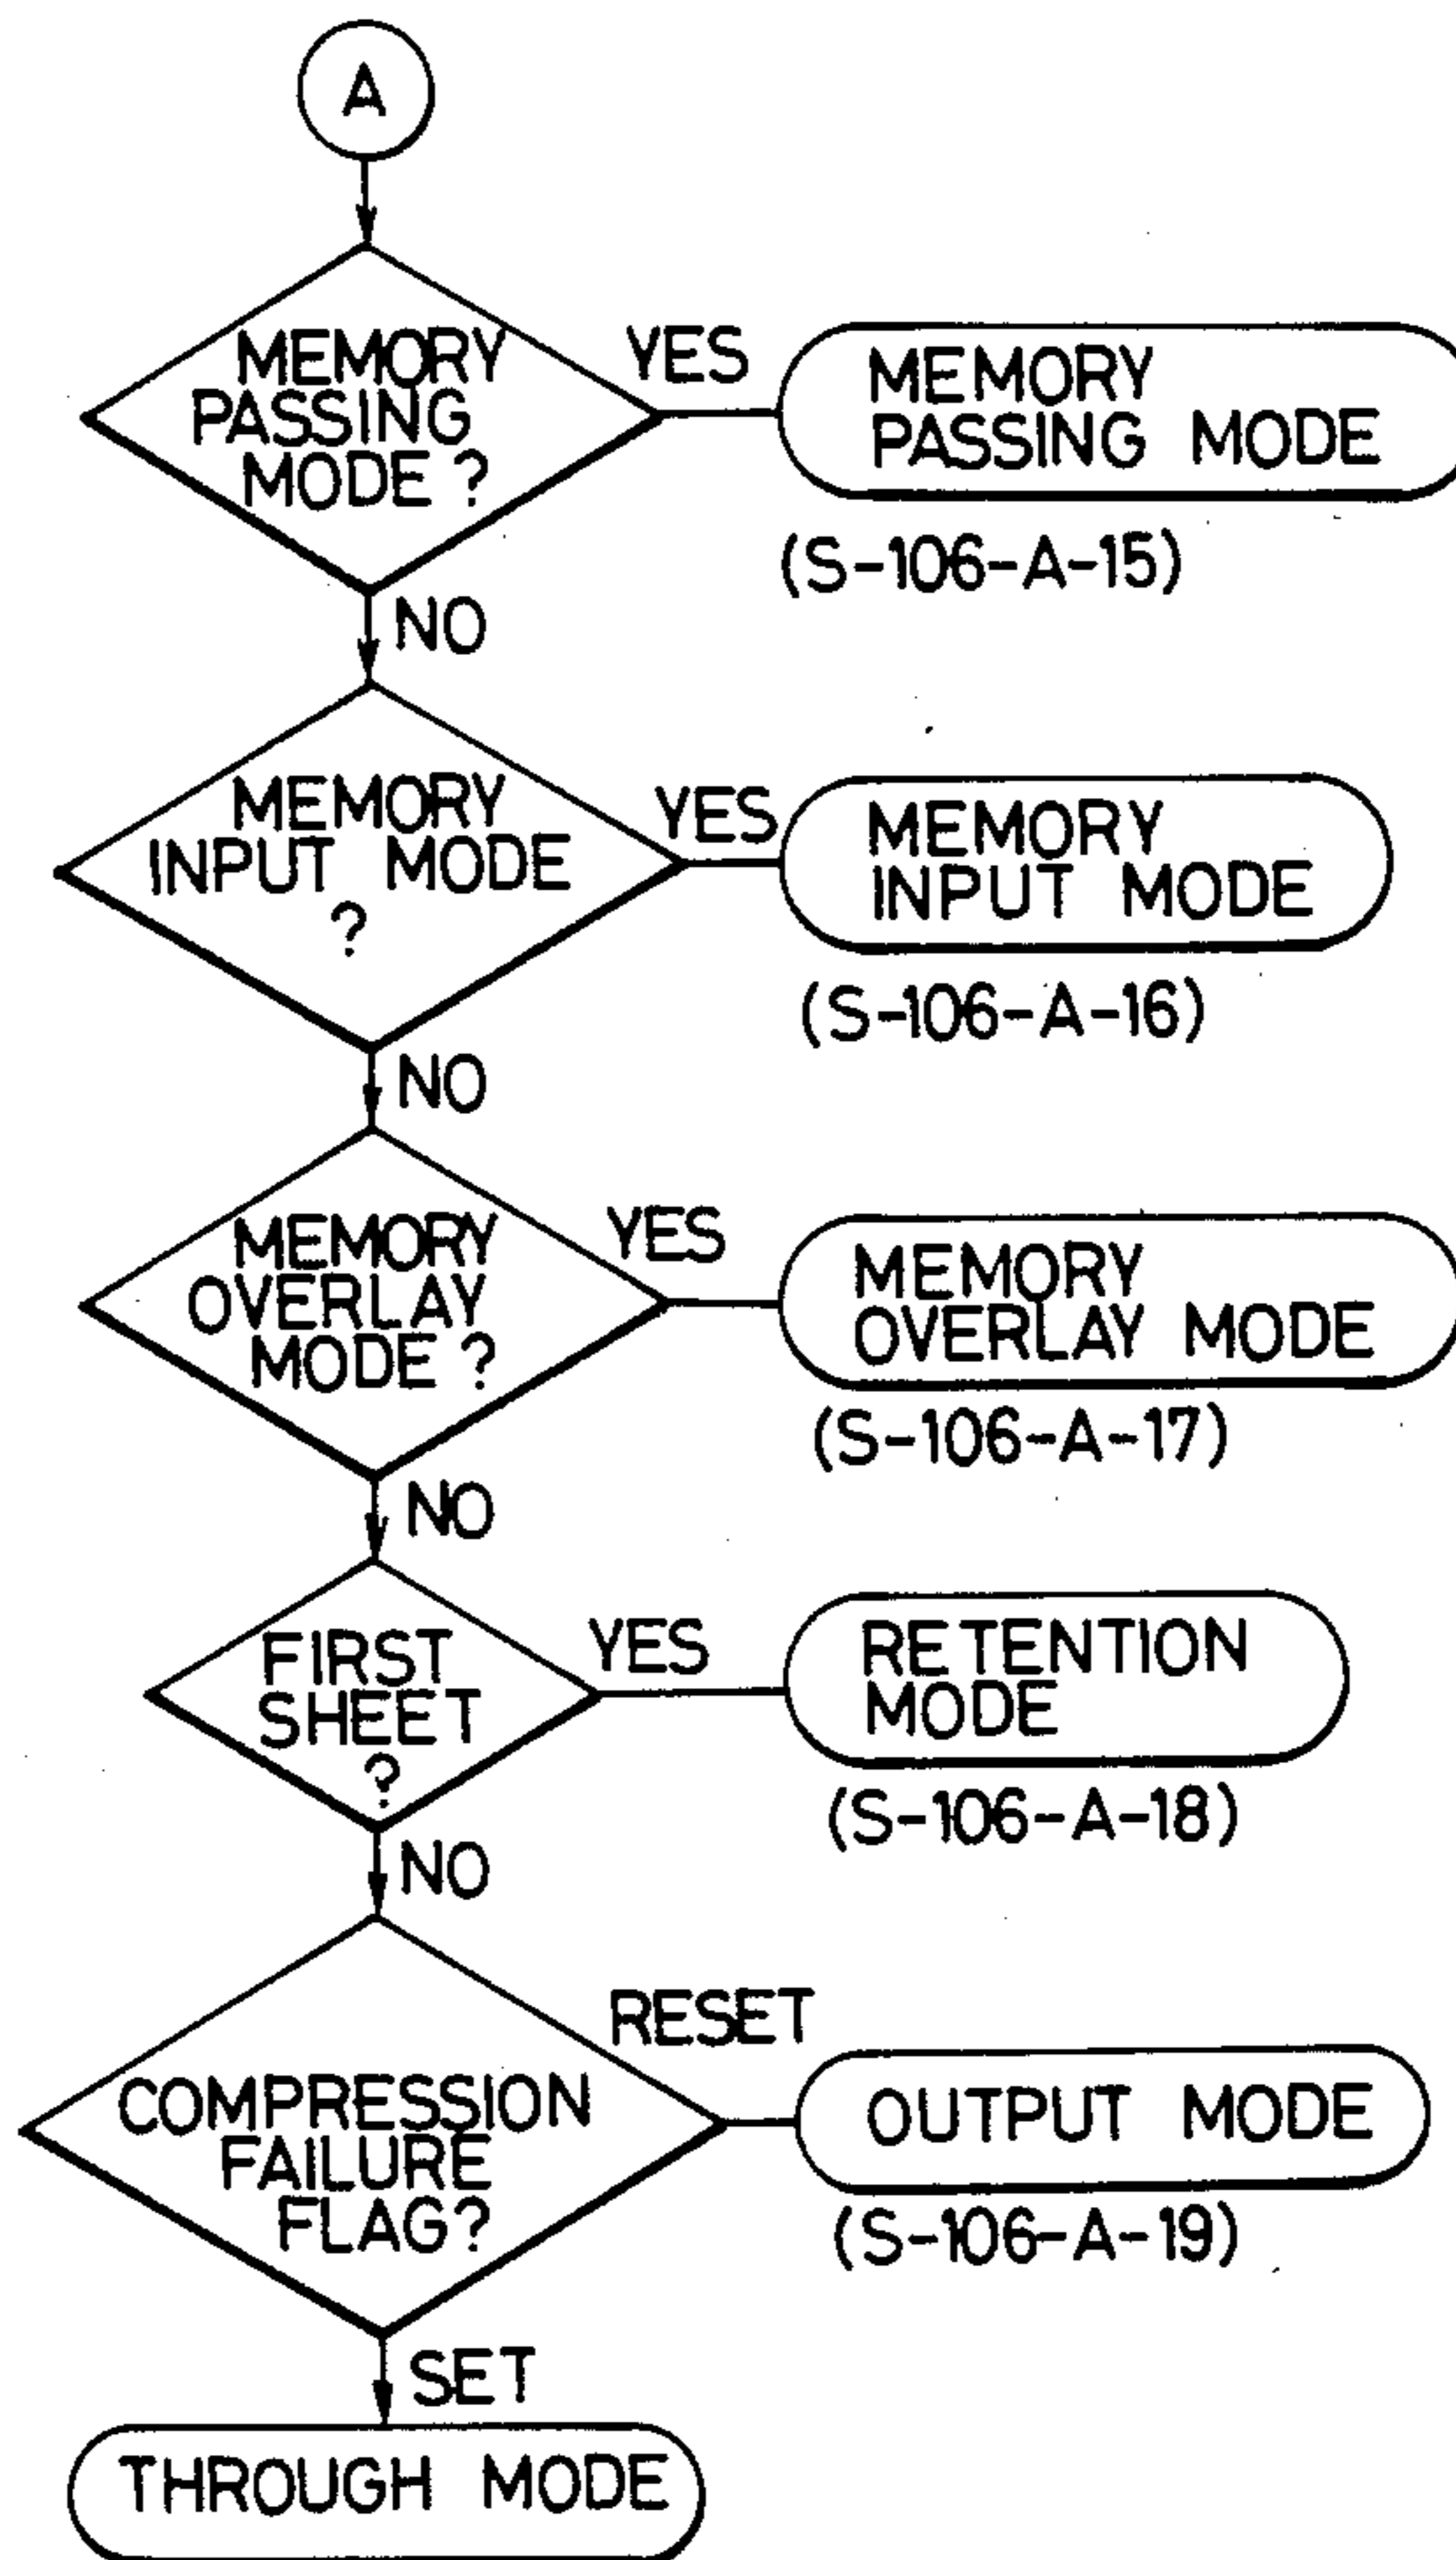 A
MEMORY
PASSING
MODE ?
YES
MEMORY
PASSING MODE
(S-106-A-15)
NO
MEMORY
INPUT MODE
?
YES
MEMORY
INPUT MODE
(S-106-A-16)
NO
MEMORY
OVERLAY
MODE ?
YES
MEMORY
OVERLAY MODE
(S-106-A-17)
NO
FIRST
SHEET
?
YES
RETENTION
MODE
(S-106-A-18)
NO
COMPRESSION
FAILURE
FLAG?
RESET
OUTPUT MODE
(S-106-A-19)
SET
THROUGH MODE